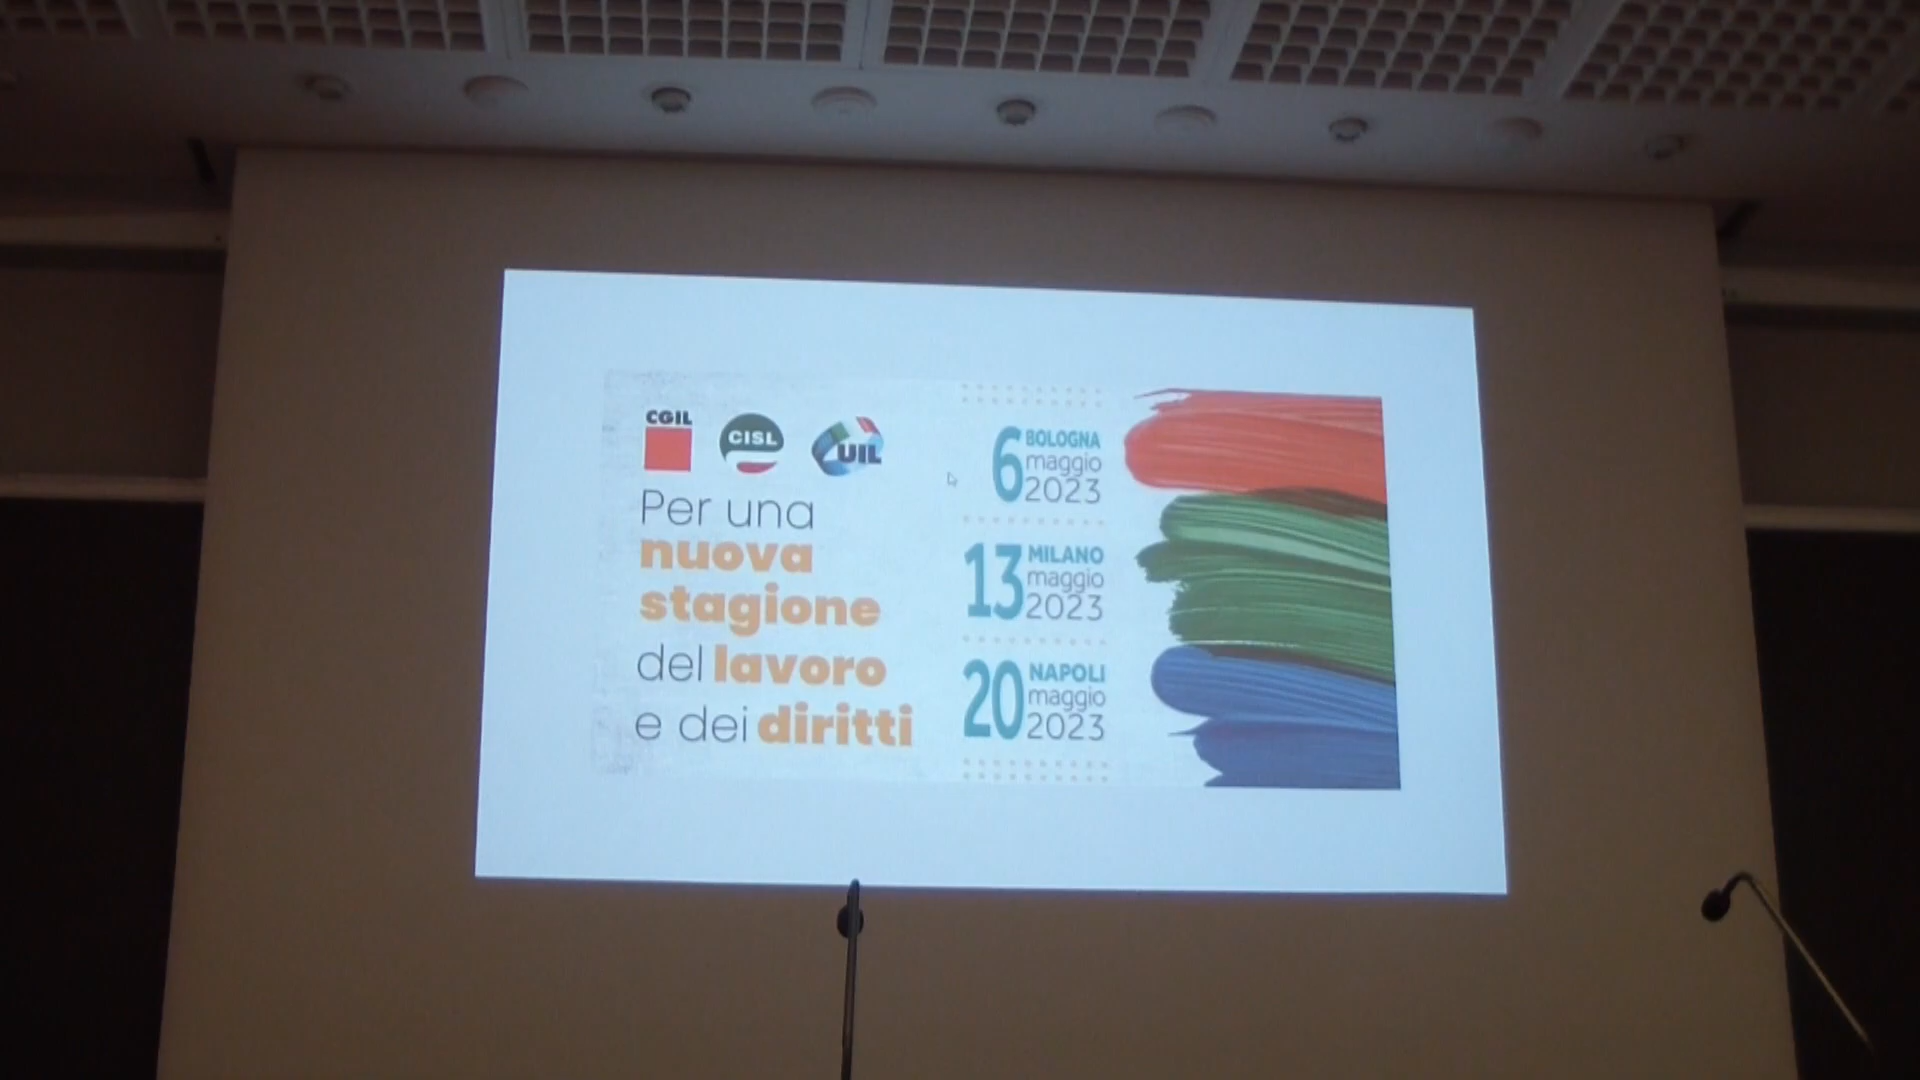 CGIL
CISL
UIL
Per una
nuova
stagione
del lavoro
e dei diritti
6 BOLOGNA
maggio
2023
13 MILANO
maggio
2023
20 NAPOLI
maggio
2023